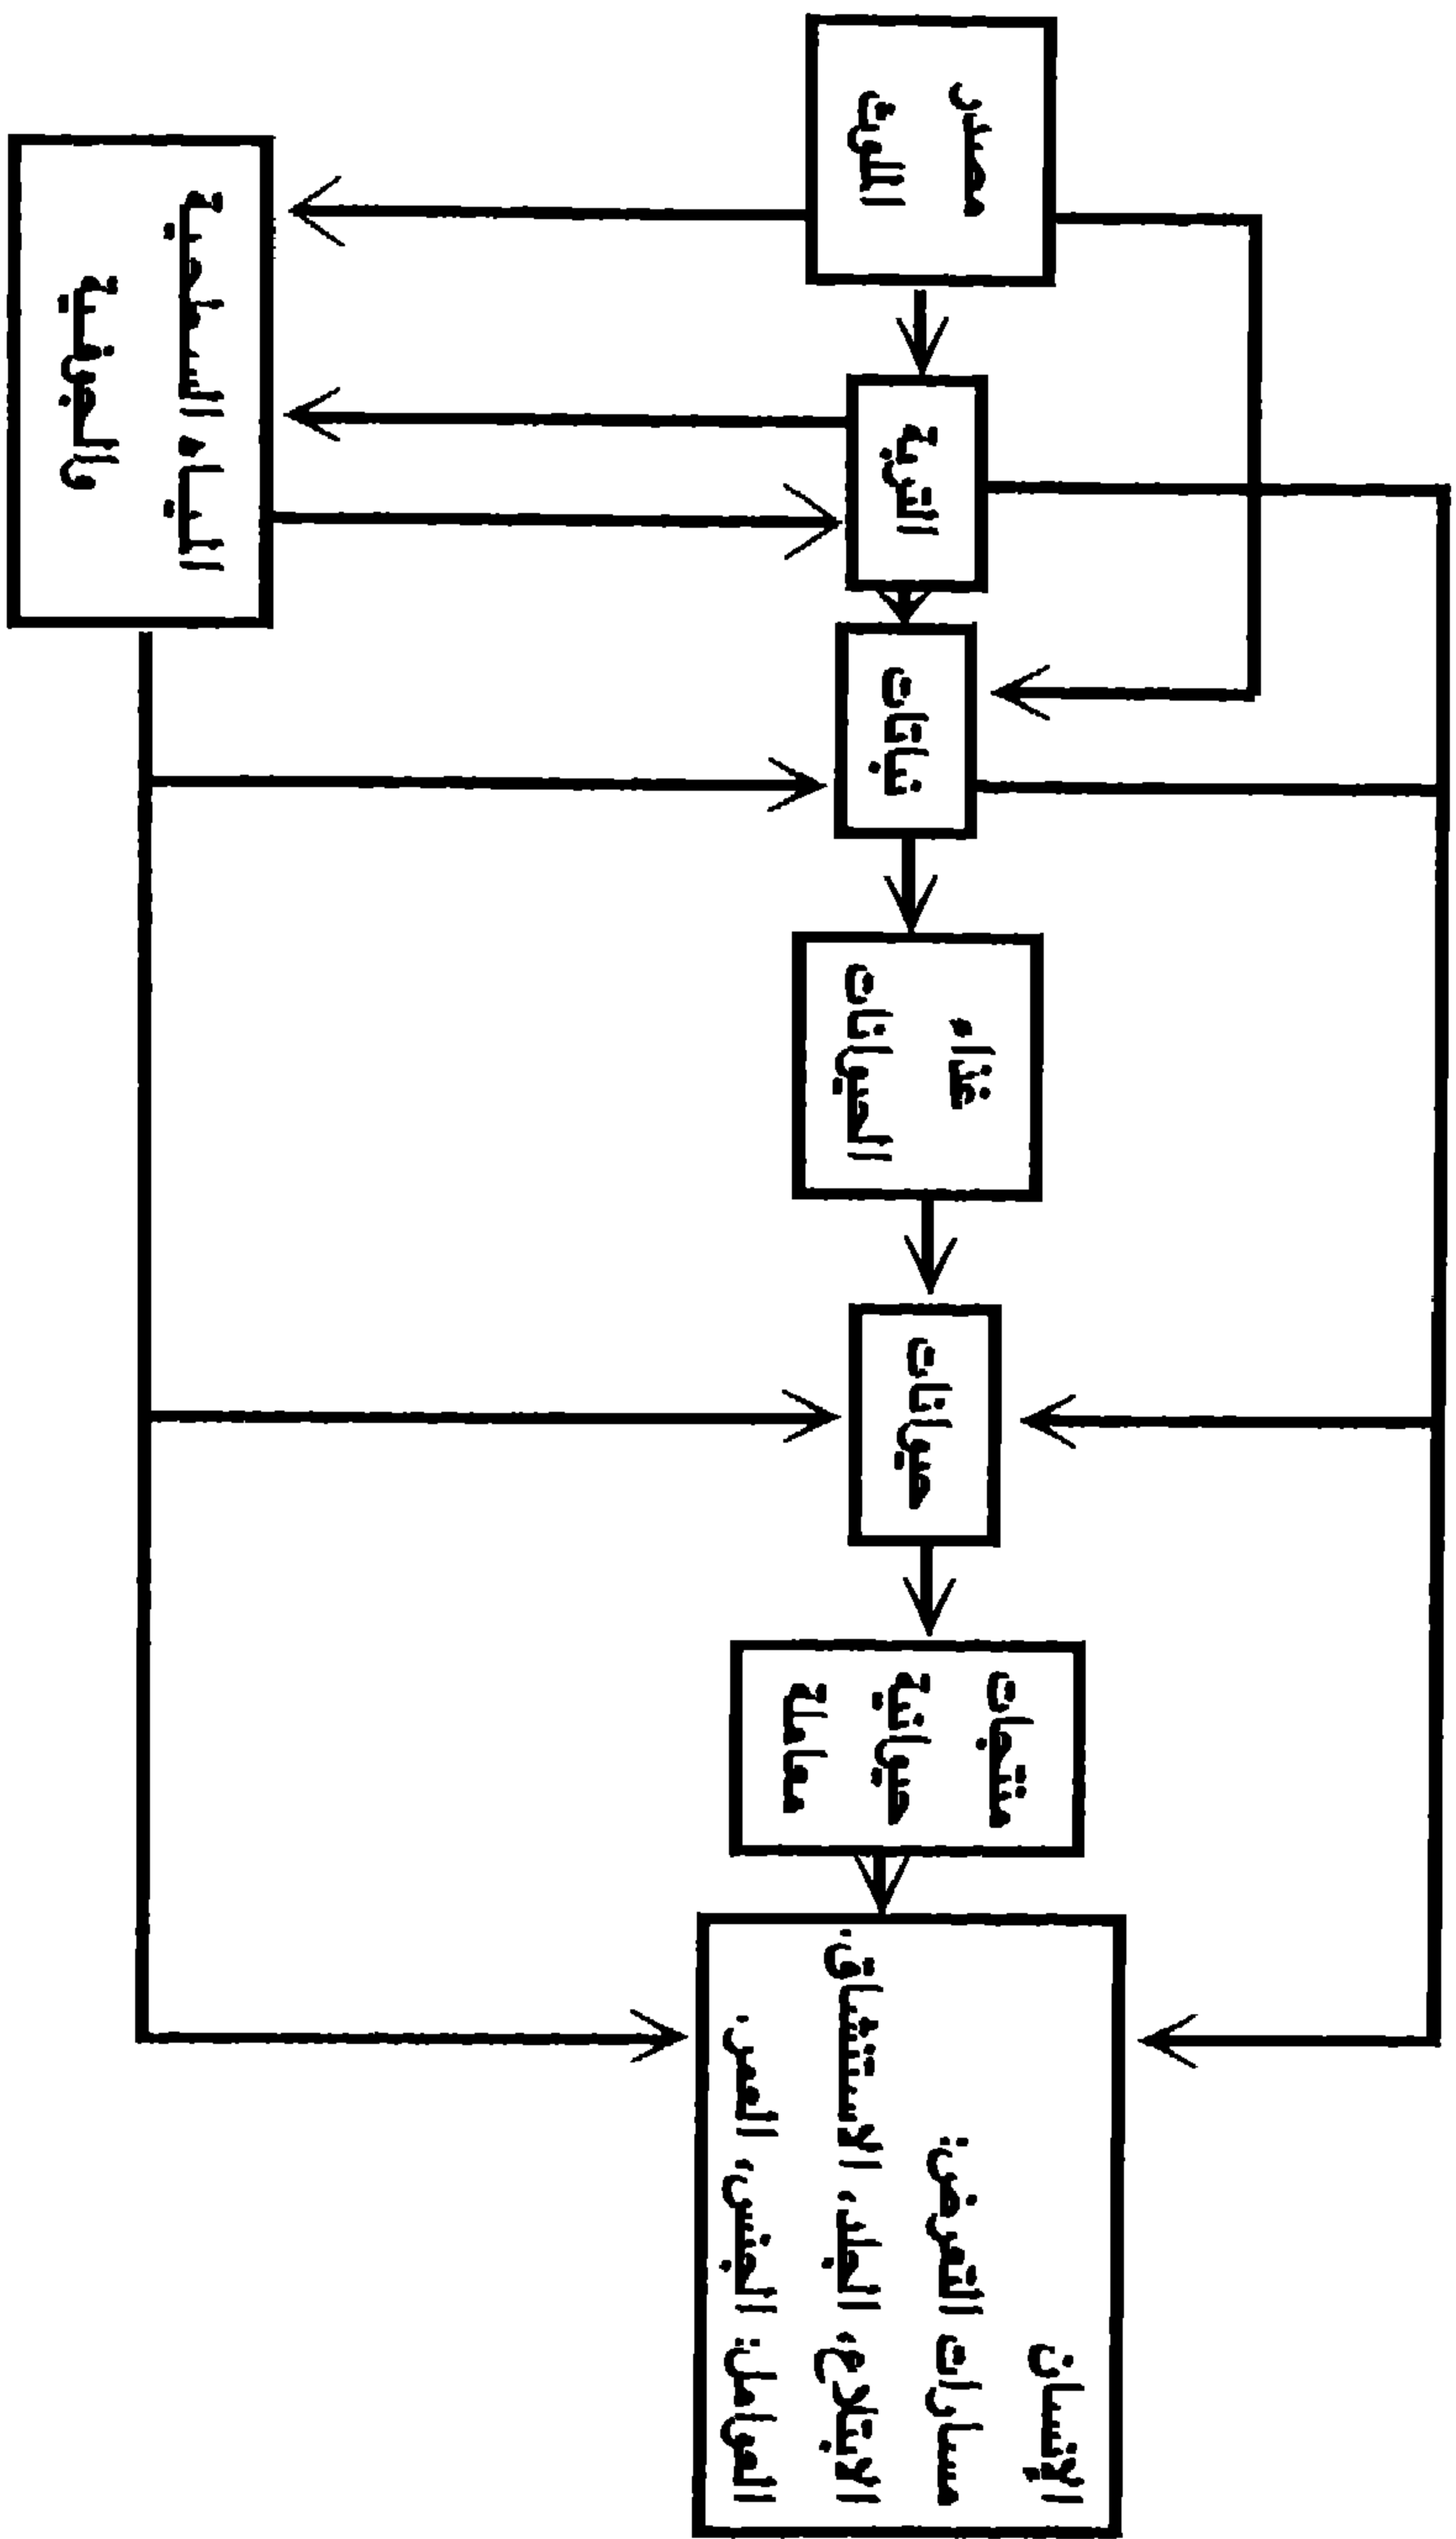 مصدر
التلوث
التربة
نباتات
غذاء
الحيوانات
حيوانات
منتجات
حيوانية
معاملة
الإنسان
مسارات التعرض:
الابتلاع، الجلد، الاستنشاق.
العوامل: الجنس، العمر.
المياه السطحية
والجوفية